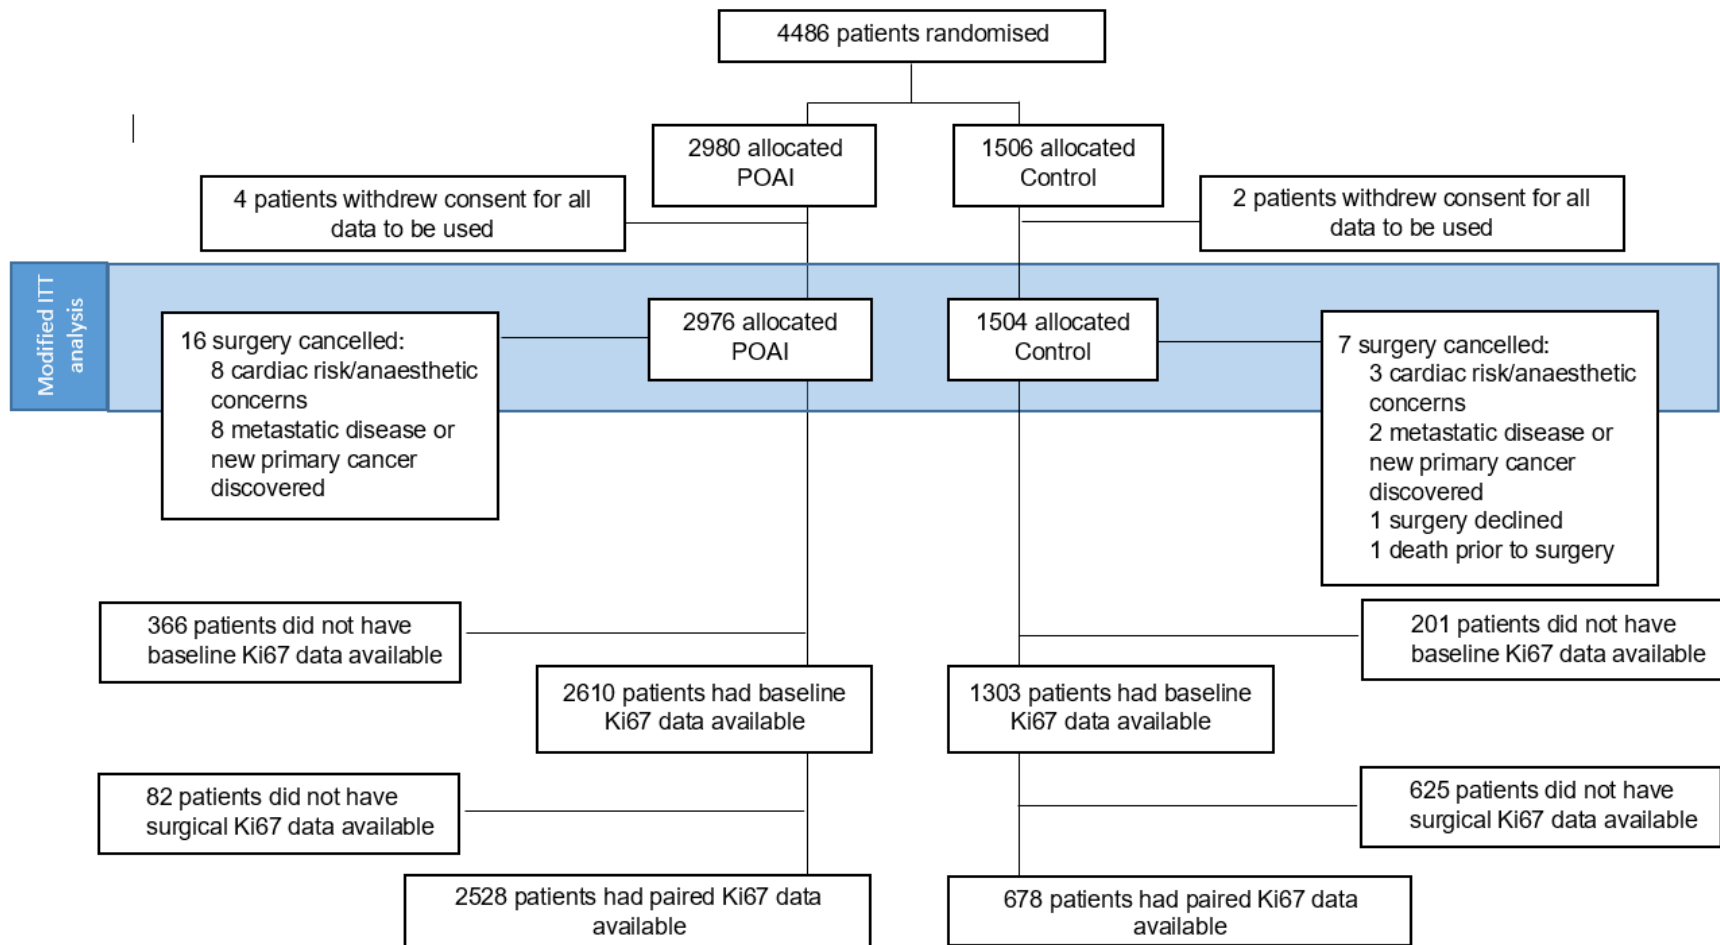 4486 patients randomised
2980 allocated
POAI
1506 allocated
Control
4 patients withdrew consent for all
data to be used
2 patients withdrew consent for all
data to be used
Modified ITT
analysis
2976 allocated
POAI
1504 allocated
Control
16 surgery cancelled:
8 cardiac risk/anaesthetic
concerns
8 metastatic disease or
new primary cancer
discovered
7 surgery cancelled:
3 cardiac risk/anaesthetic
concerns
2 metastatic disease or
new primary cancer
discovered
1 surgery declined
1 death prior to surgery
366 patients did not have
baseline Ki67 data available
201 patients did not have
baseline Ki67 data available
2610 patients had baseline
Ki67 data available
1303 patients had baseline
Ki67 data available
82 patients did not have
surgical Ki67 data available
625 patients did not have
surgical Ki67 data available
2528 patients had paired Ki67 data
available
678 patients had paired Ki67 data
available